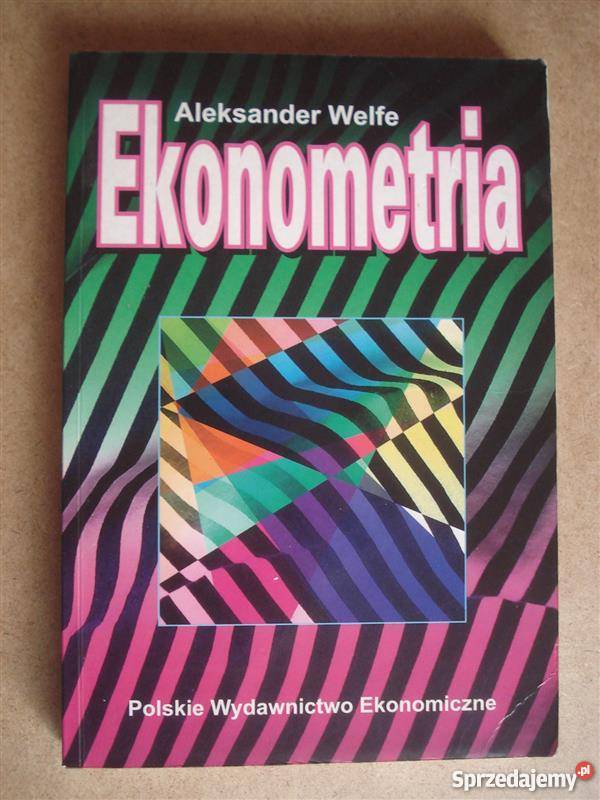 Aleksander Welfe
Ekonometria
Polskie Wydawnictwo Ekonomiczne
Sprzedajemy.pl